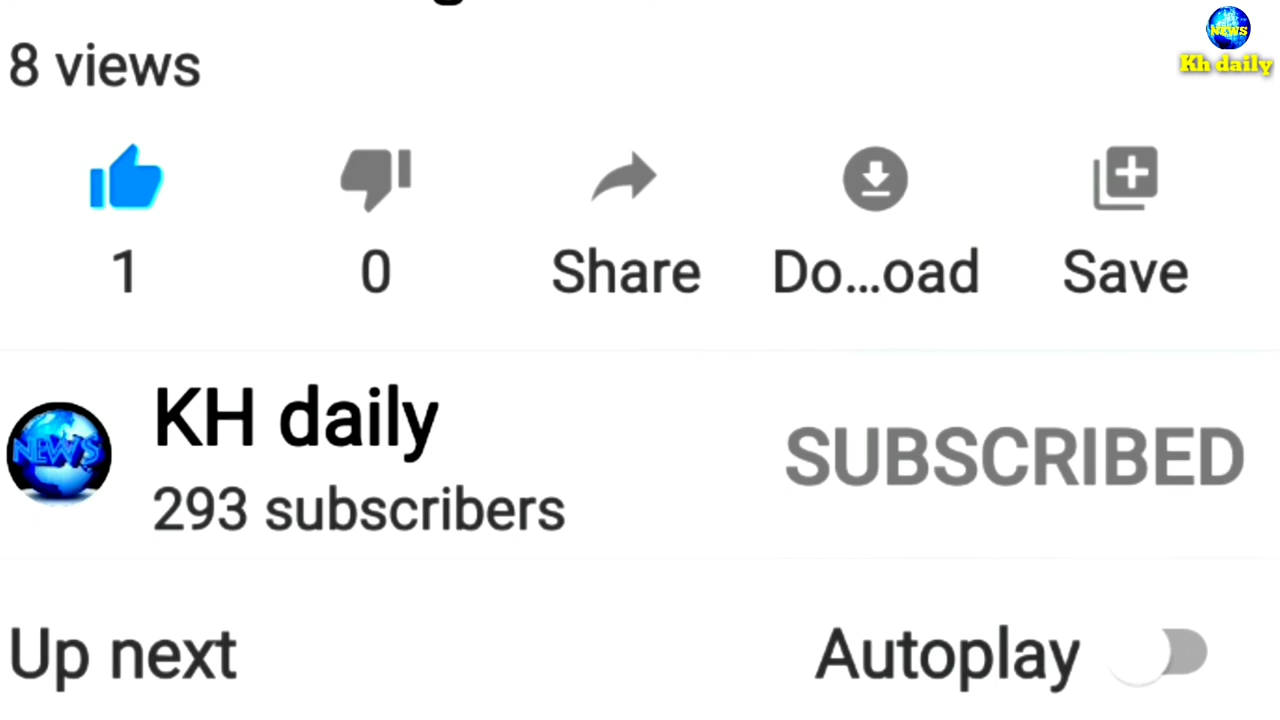 8 views
NEWS
Kh daily
1 0 Share Do...oad Save
NEWS
KH daily
293 subscribers
SUBSCRIBED
Up next Autoplay